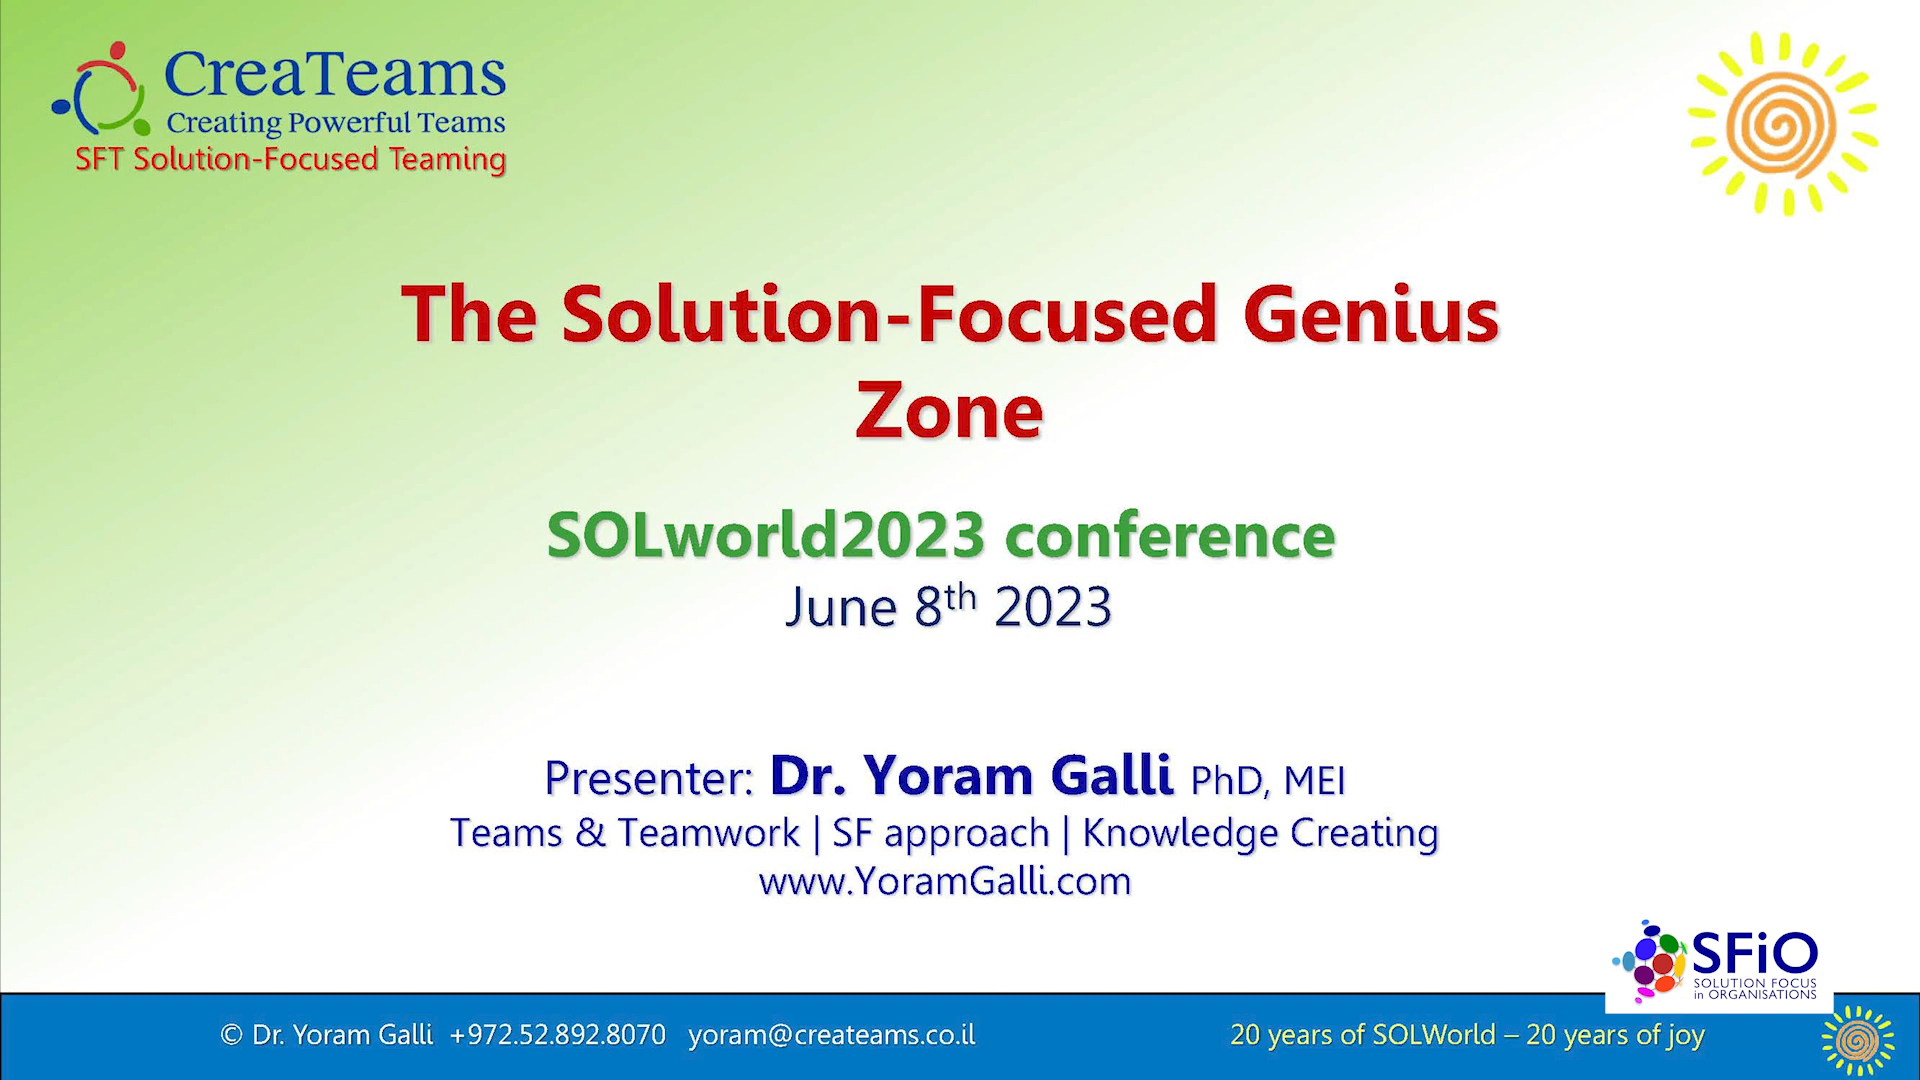 CreaTeams
Creating Powerful Teams
SFT Solution-Focused Teaming
The Solution-Focused Genius
Zone
SOLworld2023 conference
June 8th 2023
Presenter: Dr. Yoram Galli PhD, MEI
Teams & Teamwork | SF approach | Knowledge Creating
www.YoramGalli.com
SFiO
SOLUTION FOCUS
in ORGANISATIONS
© Dr. Yoram Galli +972.52.892.8070 yoram@createams.co.il
20 years of SOLWorld – 20 years of joy